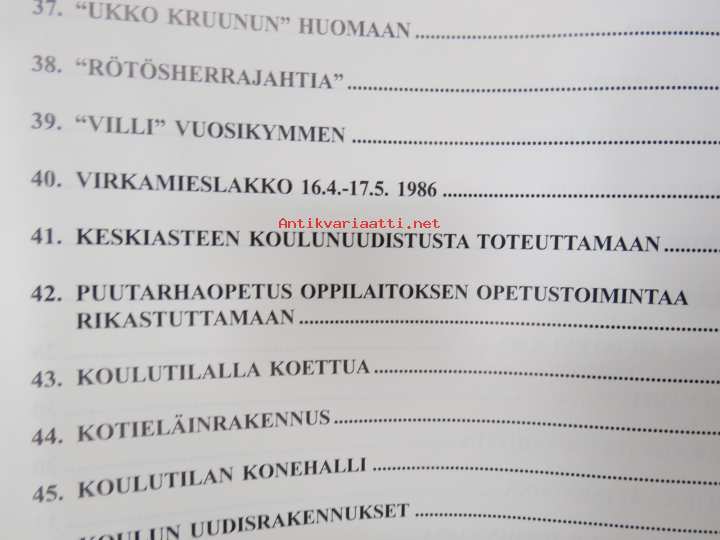 37. “UKKO KRUUNUN” HUOMAAN
38. “RÖTÖSHERRAJAHTIA”
39. “VILLI” VUOSIKYMMEN
40. VIRKAMIESLAKKO 16.4.-17.5. 1986
Antikvariaatti.net
41. KESKIASTEEN KOULUNUUDISTUSTA TOTEUTTAMAAN
42. PUUTARHAOPETUS OPPILAITOKSEN OPETUSTOIMINTAA
RIKASTUTTAMAAN
43. KOULUTILALLA KOETTUA
44. KOTIELÄINRAKENNUS
45. KOULUTILAN KONEHALLI
KOULUN UUDISRAKENNUKSET